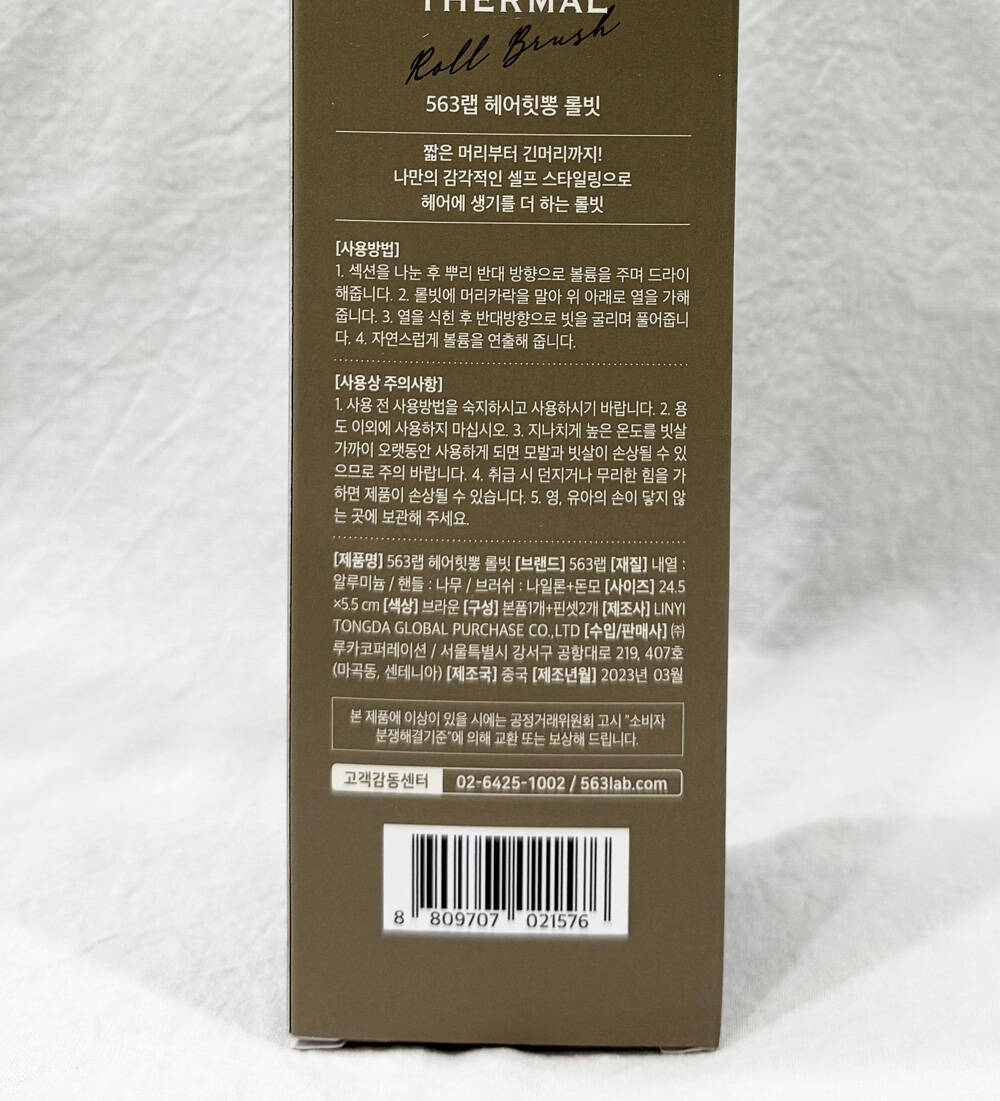 THERMAL
Roll Brush
563랩 헤어힛뽕 롤빗
짧은 머리부터 긴머리까지!
나만의 감각적인 셀프 스타일링으로
헤어에 생기를 더 하는 롤빗
[사용방법]
1. 섹션을 나눈 후 뿌리 반대 방향으로 볼륨을 주며 드라이
해줍니다. 2. 롤빗에 머리카락을 말아 위 아래로 열을 가해
줍니다. 3. 열을 식힌 후 반대방향으로 빗을 굴리며 풀어줍니
다. 4. 자연스럽게 볼륨을 연출해 줍니다.
[사용상 주의사항]
1. 사용 전 사용방법을 숙지하시고 사용하시기 바랍니다. 2. 용
도 이외에 사용하지 마십시오. 3. 지나치게 높은 온도를 빗살
가까이 오랫동안 사용하게 되면 모발과 빗살이 손상될 수 있
으므로 주의 바랍니다. 4. 취급 시 던지거나 무리한 힘을 가
하면 제품이 손상될 수 있습니다. 5. 영, 유아의 손이 닿지 않
는 곳에 보관해 주세요.
[제품명] 563랩 헤어힛뽕 롤빗 [브랜드] 563랩 [재질] 내열 :
알루미늄 / 핸들 : 나무 / 브러쉬 : 나일론+돈모 [사이즈] 24.5
×5.5 cm [색상] 브라운 [구성] 본품1개+핀셋2개 [제조사] LINYI
TONGDA GLOBAL PURCHASE CO.,LTD [수입/판매사] ㈜
루카코퍼레이션 / 서울특별시 강서구 공항대로 219, 407호
(마곡동, 센테니아) [제조국] 중국 [제조년월] 2023년 03월
본 제품에 이상이 있을 시에는 공정거래위원회 고시 "소비자
분쟁해결기준"에 의해 교환 또는 보상해 드립니다.
고객감동센터 02-6425-1002 / 563lab.com
8 809707 021576